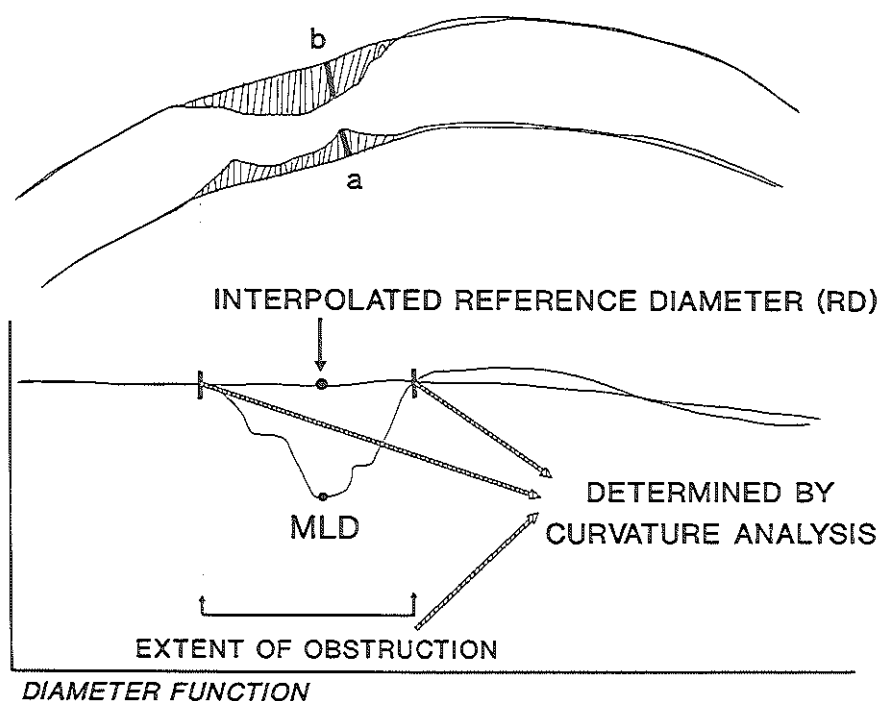 b
a
INTERPOLATED REFERENCE DIAMETER (RD)
MLD
DETERMINED BY
CURVATURE ANALYSIS
EXTENT OF OBSTRUCTION
DIAMETER FUNCTION